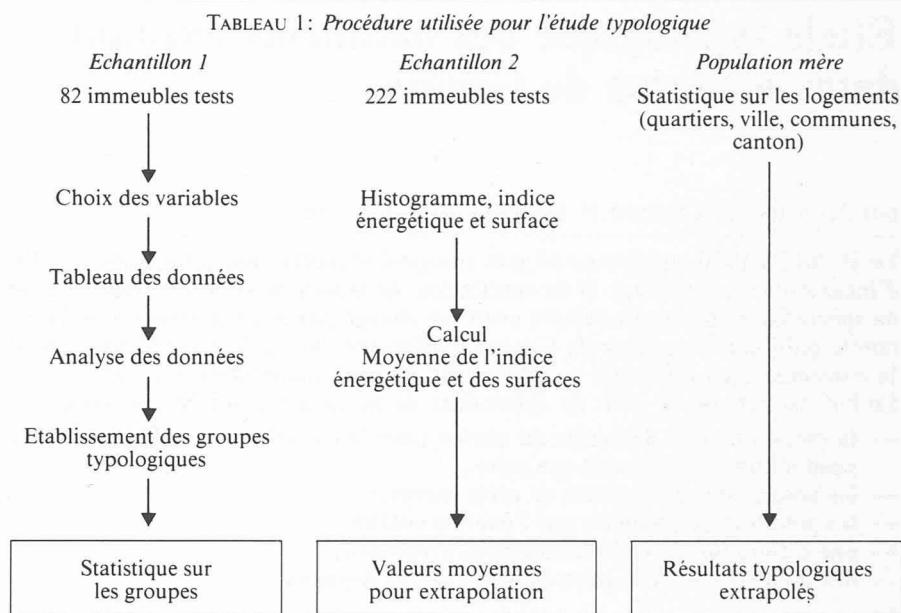 TABLEAU 1: Procédure utilisée pour l'étude typologique
Echantillon 1
82 immeubles tests
Choix des variables
Tableau des données
Analyse des données
Etablissement des groupes
typologiques
Statistique sur
les groupes
Echantillon 2
222 immeubles tests
Histogramme, indice
énergétique et surface
Calcul
Moyenne de l'indice
énergétique et des surfaces
Valeurs moyennes
pour extrapolation
Population mère
Statistique sur les logements
(quartiers, ville, communes,
canton)
Résultats typologiques
extrapolés